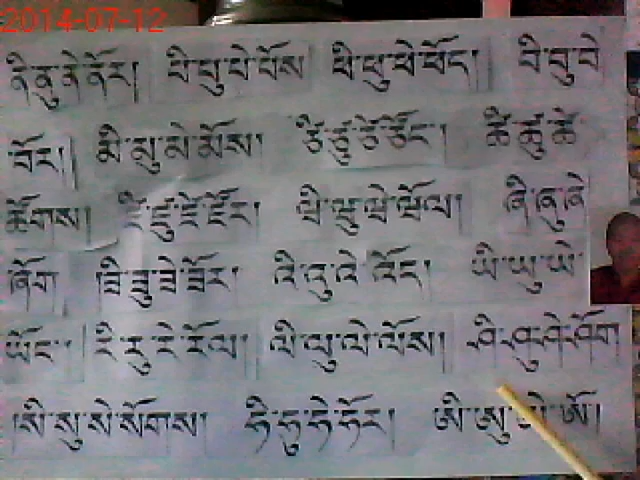 2014-07-12
ནི་ནུ་ནེ་ནོར། པི་པུ་པེ་པོས ཕི་ཕུ་ཕེ་ཕོད། བི་བུ་བེ
བོར།། མི་མུ་མེ་མོས། ཙི་ཙུ་ཙེ་ཙོང་། ཚི་ཚུ་ཚེ
ཚོགས། ཛི་ཛུ་ཛེ་ཛོར། ཝི་ཝུ་ཝེ་ཝོལ། ཞི་ཞུ་ཞེ
ཞོག ཟི་ཟུ་ཟེ་ཟོར། འི་འུ་འེ་འོར། ཡི་ཡུ་ཡེ
ཡོང་། རི་རུ་རེ་རོལ། ལི་ལུ་ལེ་ལོས། ཤི་ཤུ་ཤེ་ཤོག
།སི་སུ་སེ་སོགས། ཧི་ཧུ་ཧེ་ཧོར། ཨི་ཨུ་ཨེ་ཨོ།